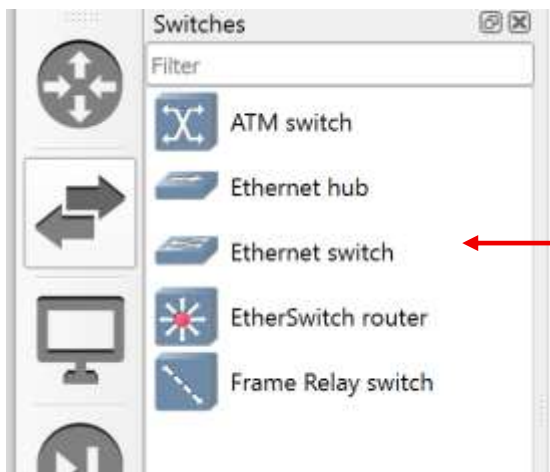 Switches
Filter
ATM switch
Ethernet hub
Ethernet switch
EtherSwitch router
Frame Relay switch